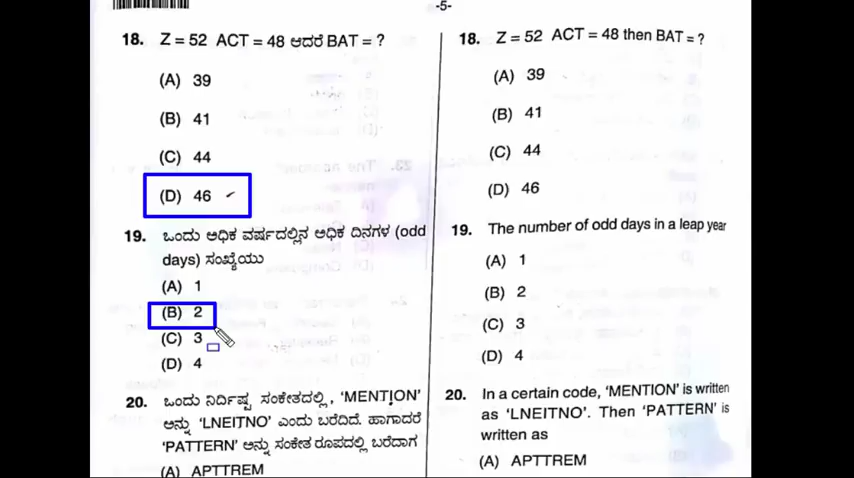 -5-
18. Z = 52 ACT = 48 ಆದರೆ BAT = ?
(A) 39
(B) 41
(C) 44
(D) 46
19. ಒಂದು ಅಧಿಕ ವರ್ಷದಲ್ಲಿನ ಅಧಿಕ ದಿನಗಳ (odd
days) ಸಂಖ್ಯೆಯು
(A) 1
(B) 2
(C) 3
(D) 4
20. ಒಂದು ನಿರ್ದಿಷ್ಟ ಸಂಕೇತದಲ್ಲಿ, 'MENTION'
ಅನ್ನು 'LNEITNO' ಎಂದು ಬರೆದಿದೆ. ಹಾಗಾದರೆ
'PATTERN' ಅನ್ನು ಸಂಕೇತ ರೂಪದಲ್ಲಿ ಬರೆದಾಗ
(A) APTTREM
18. Z = 52 ACT = 48 then BAT = ?
(A) 39
(B) 41
(C) 44
(D) 46
19. The number of odd days in a leap year
(A) 1
(B) 2
(C) 3
(D) 4
20. In a certain code, 'MENTION' is written
as 'LNEITNO'. Then 'PATTERN' is
written as
(A) APTTREM